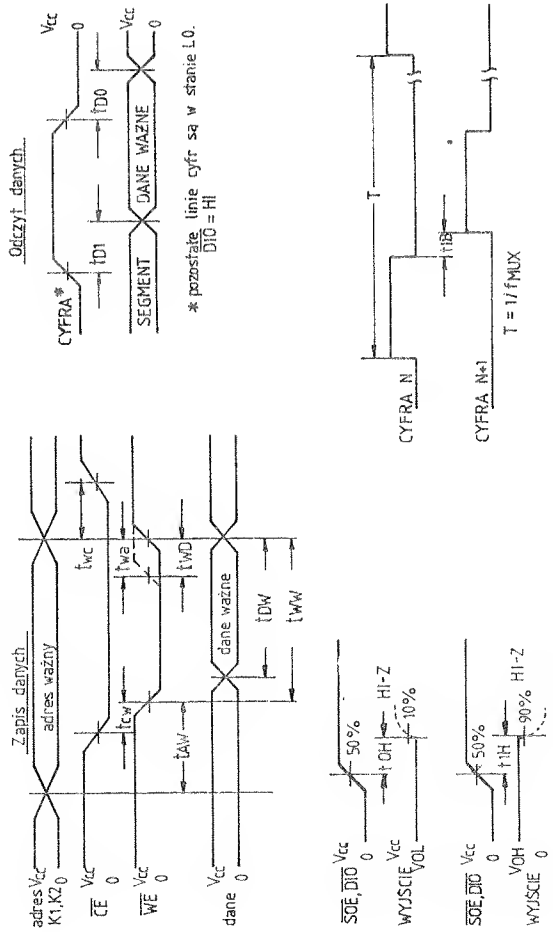 Zapis danych
adres Vcc
K1,K2 0
adres ważny
CE Vcc
0
tcw
twc
WE Vcc
0
tAW
twa
twD
dane Vcc
0
dane ważne
tDW
tWW
Odczyt danych
CYFRA*
Vcc
0
tD1
tD0
SEGMENT
DANE WAŻNE
Vcc
0
* pozostałe linie cyfr są w stanie L0.
DIO = HI
SOE, DIO Vcc
0
50%
t0H
HI-Z
WYJŚCIE Vcc
VOL
10%
SOE, DIO Vcc
0
50%
t1H
HI-Z
VOH
WYJŚCIE 0
90%
T
CYFRA N
tIB
CYFRA N+1
T = 1/fMUX